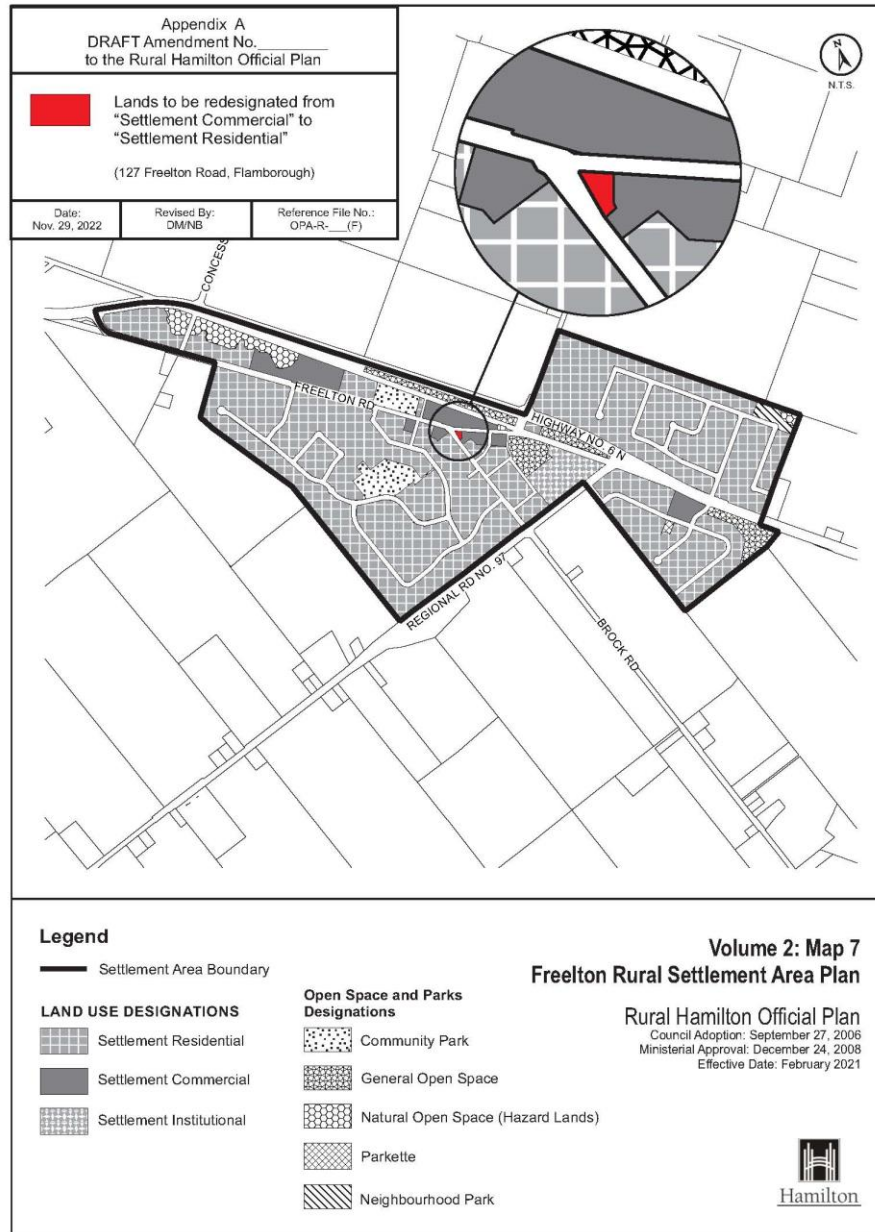 Appendix A
DRAFT Amendment No.________
to the Rural Hamilton Official Plan
Lands to be redesignated from
“Settlement Commercial” to
“Settlement Residential”
(127 Freelton Road, Flamborough)
Date:
Nov. 29, 2022
Revised By:
DM/NB
Reference File No.:
OPA-R-___(F)
N
N.T.S.
CONCESS
FREELTON RD
HIGHWAY NO. 6 N
REGIONAL RD NO. 97
BROCK RD
Legend
Settlement Area Boundary
LAND USE DESIGNATIONS
Settlement Residential
Settlement Commercial
Settlement Institutional
Open Space and Parks
Designations
Community Park
General Open Space
Natural Open Space (Hazard Lands)
Parkette
Neighbourhood Park
Volume 2: Map 7
Freelton Rural Settlement Area Plan
Rural Hamilton Official Plan
Council Adoption: September 27, 2006
Ministerial Approval: December 24, 2008
Effective Date: February 2021
Hamilton